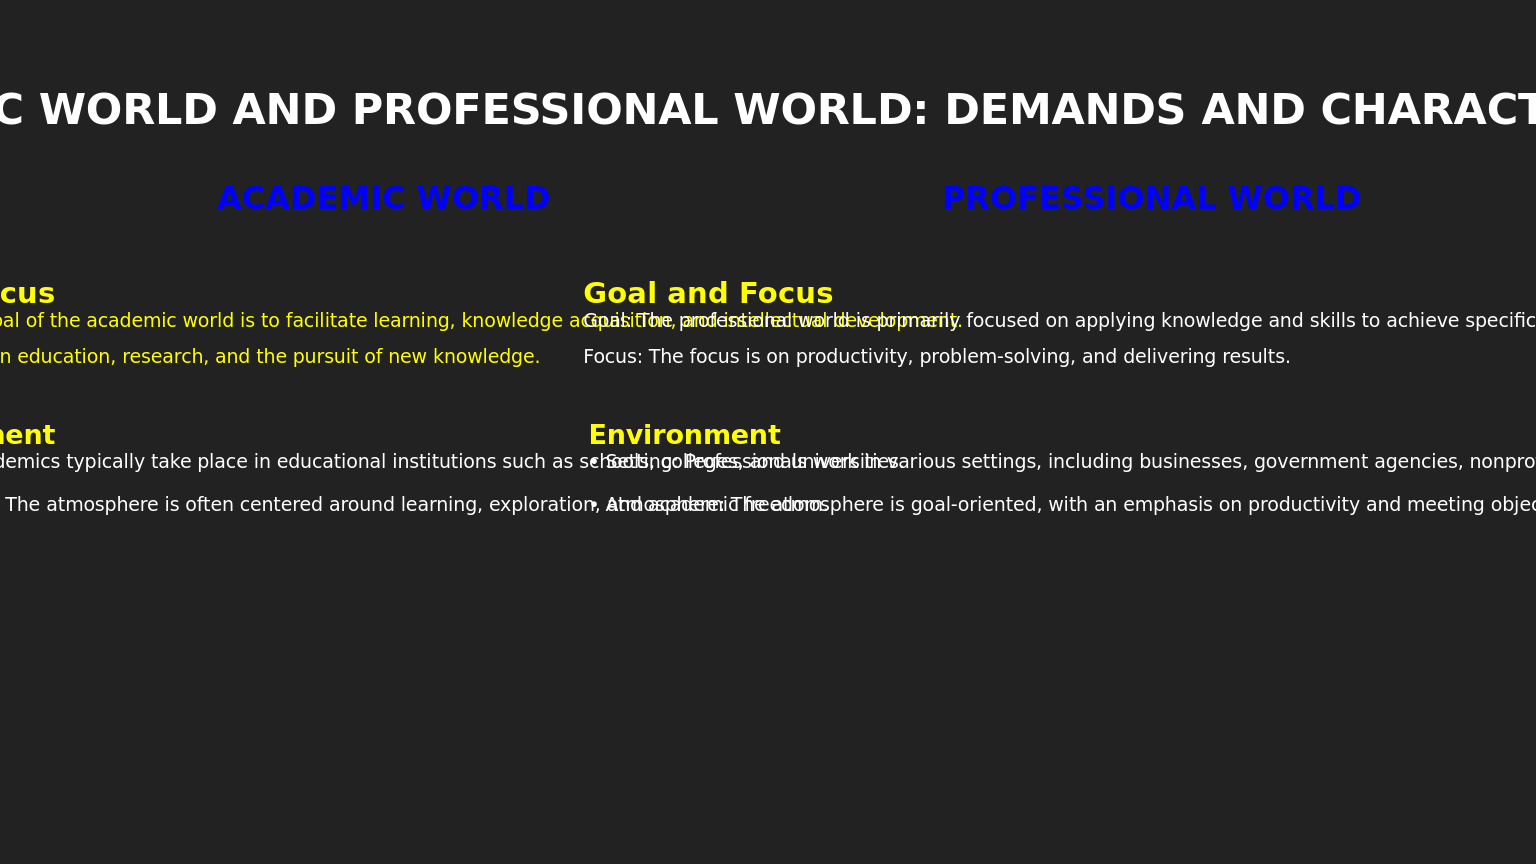 C WORLD AND PROFESSIONAL WORLD: DEMANDS AND CHARACT
ACADEMIC WORLD
PROFESSIONAL WORLD
cus
oal of the academic world is to facilitate learning, knowledge acquisition, and intellectual development.
n education, research, and the pursuit of new knowledge.
Goal and Focus
Goal: The professional world is primarily focused on applying knowledge and skills to achieve specific
Focus: The focus is on productivity, problem-solving, and delivering results.
ment
demics typically take place in educational institutions such as schools, colleges, and universities.
The atmosphere is often centered around learning, exploration, and academic freedom.
Environment
• Setting: Professionals work in various settings, including businesses, government agencies, nonprof
• Atmosphere: The atmosphere is goal-oriented, with an emphasis on productivity and meeting objec